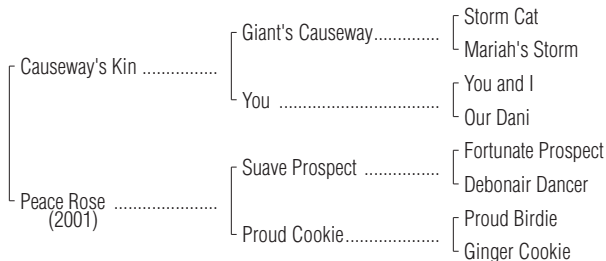 Storm Cat
Giant's Causeway..............
Mariah's Storm
Causeway's Kin ................
You and I
You ..................................
Our Dani
Fortunate Prospect
Suave Prospect ................
Debonair Dancer
Peace Rose ......................
(2001)
Proud Birdie
Proud Cookie....................
Ginger Cookie